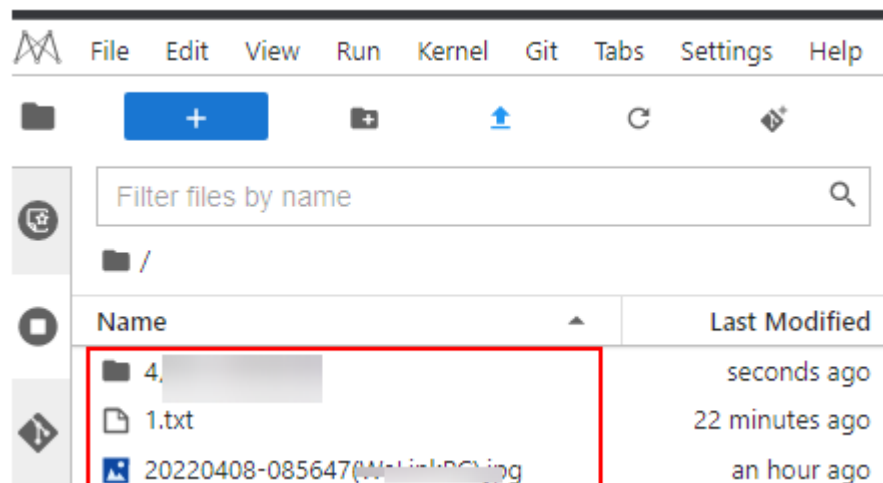 File Edit View Run Kernel Git Tabs Settings Help
+
Filter files by name
/
Name Last Modified
4, seconds ago
1.txt 22 minutes ago
20220408-085647( jpg an hour ago